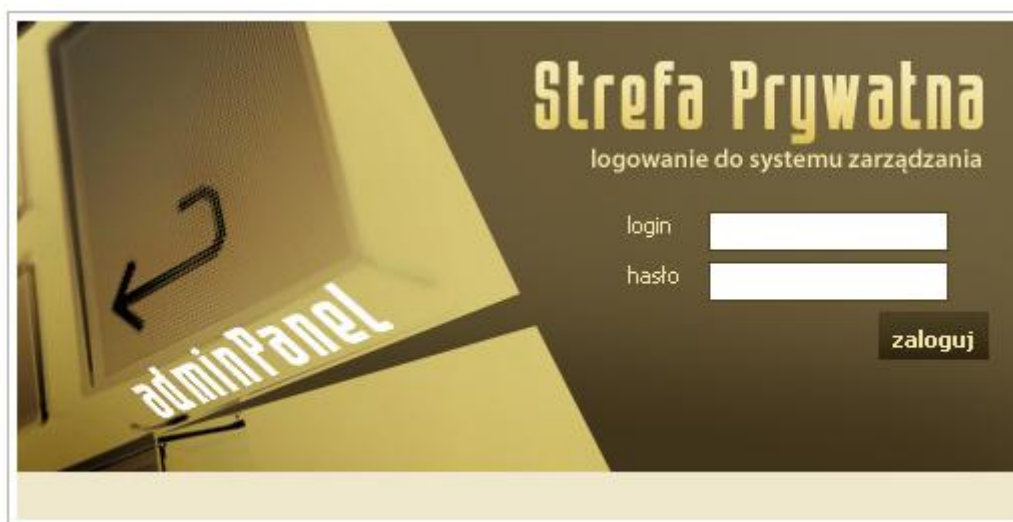 Strefa Prywatna
logowanie do systemu zarządzania
login
hasło
zaloguj
adminPanel